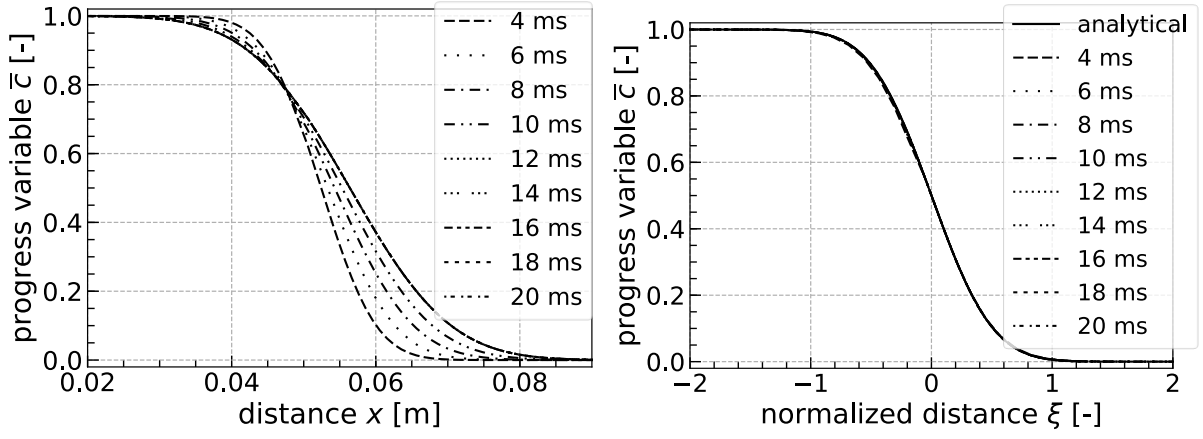 1.0
0.8
0.6
0.4
0.2
0.0
progress variable c̅ [-]
0.02
0.04
0.06
0.08
distance x [m]
4 ms
6 ms
8 ms
10 ms
12 ms
14 ms
16 ms
18 ms
20 ms
1.0
0.8
0.6
0.4
0.2
0.0
progress variable c̅ [-]
−2
−1
0
1
2
normalized distance ξ [-]
analytical
4 ms
6 ms
8 ms
10 ms
12 ms
14 ms
16 ms
18 ms
20 ms